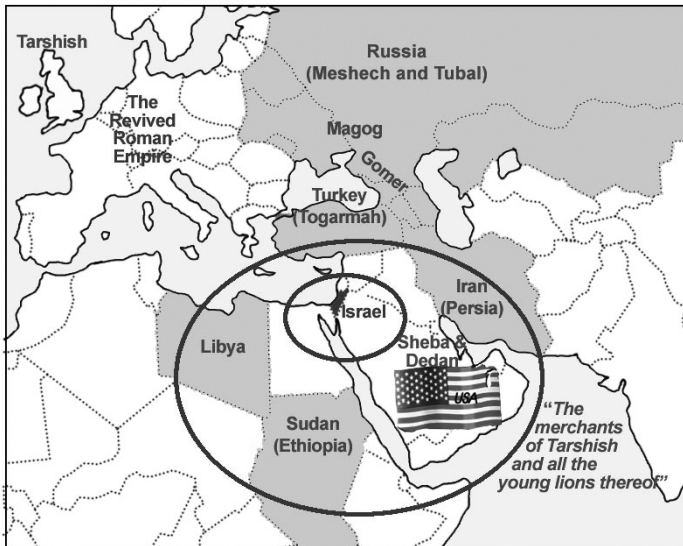 Tarshish
Russia
(Meshech and Tubal)
The
Revived
Roman
Empire
Magog
Gomer
Turkey
(Togarmah)
Israel
Iran
(Persia)
Libya
Sheba &
Dedan
USA
Sudan
(Ethiopia)
“The
merchants
of Tarshish
and all the
young lions thereof”